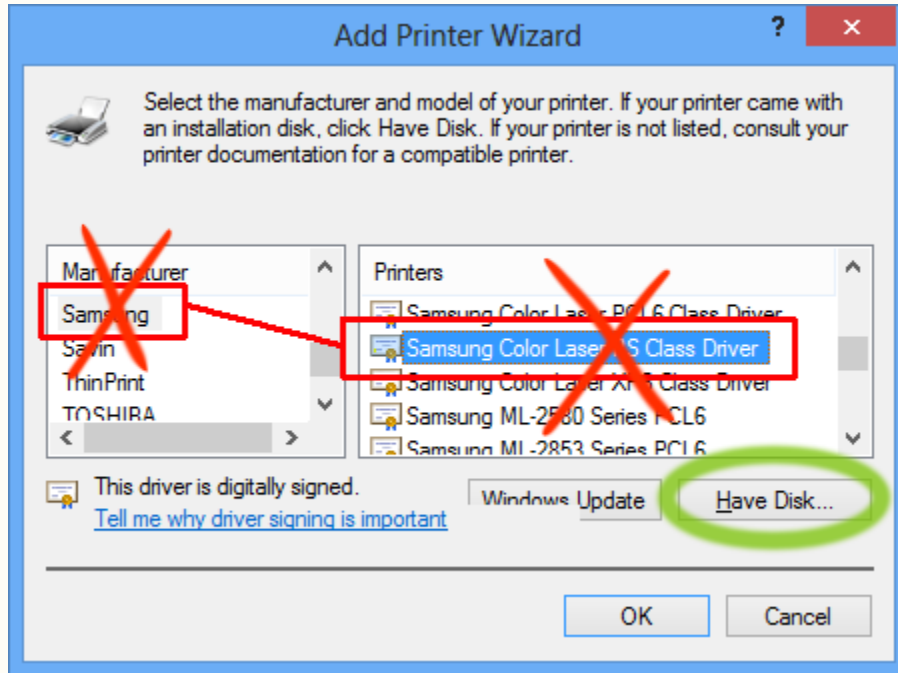 Add Printer Wizard
?
Select the manufacturer and model of your printer. If your printer came with
an installation disk, click Have Disk. If your printer is not listed, consult your
printer documentation for a compatible printer.
Manufacturer
Samsung
Savin
ThinPrint
TOSHIBA
Printers
Samsung Color Laser PCL6 Class Driver
Samsung Color Laser PS Class Driver
Samsung Color Laser XPS Class Driver
Samsung ML-2580 Series PCL6
Samsung ML-2853 Series PCL6
This driver is digitally signed.
Tell me why driver signing is important
Windows Update
Have Disk...
OK
Cancel